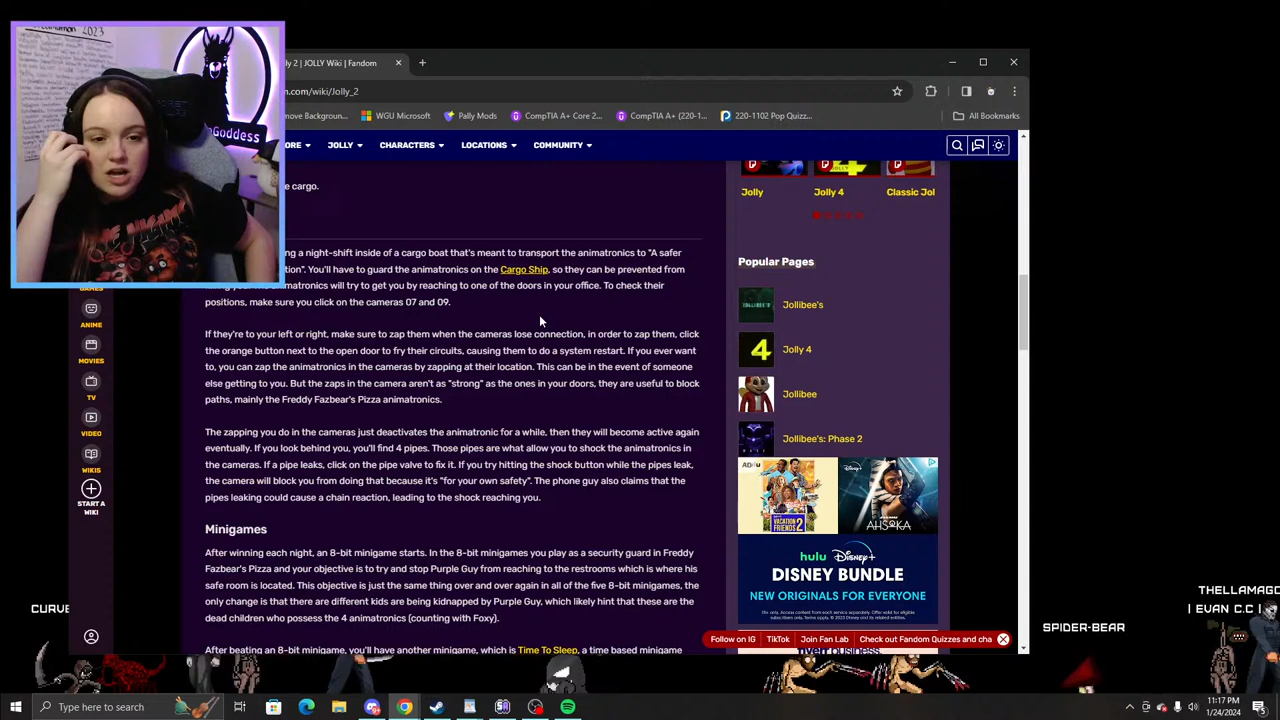 2023
Goddess
ly 2 | JOLLY Wiki | Fandom
n.com/wiki/Jolly_2
move Backgroun...
WGU Microsoft
Rally Mods
CompTIA A+ Core 2...
CompTIA A+ (220-1...
220-1102 Pop Quizz...
All Bookmarks
ORE
JOLLY
CHARACTERS
LOCATIONS
COMMUNITY
e cargo.
ing a night-shift inside of a cargo boat that's meant to transport the animatronics to "A safer
tion". You'll have to guard the animatronics on the Cargo Ship, so they can be prevented from
nimatronics will try to get you by reaching to one of the doors in your office. To check their
positions, make sure you click on the cameras 07 and 09.
If they're to your left or right, make sure to zap them when the cameras lose connection, in order to zap them, click
the orange button next to the open door to fry their circuits, causing them to do a system restart. If you ever want
to, you can zap the animatronics in the cameras by zapping at their location. This can be in the event of someone
else getting to you. But the zaps in the camera aren't as "strong" as the ones in your doors, they are useful to block
paths, mainly the Freddy Fazbear's Pizza animatronics.
The zapping you do in the cameras just deactivates the animatronic for a while, then they will become active again
eventually. If you look behind you, you'll find 4 pipes. Those pipes are what allow you to shock the animatronics in
the cameras. If a pipe leaks, click on the pipe valve to fix it. If you try hitting the shock button while the pipes leak,
the camera will block you from doing that because it's "for your own safety". The phone guy also claims that the
pipes leaking could cause a chain reaction, leading to the shock reaching you.
Minigames
After winning each night, an 8-bit minigame starts. In the 8-bit minigames you play as a security guard in Freddy
Fazbear's Pizza and your objective is to try and stop Purple Guy from reaching to the restrooms which is where his
safe room is located. This objective is just the same thing over and over again in all of the five 8-bit minigames, the
only change is that there are different kids are being kidnapped by Purple Guy, which likely hint that these are the
dead children who possess the 4 animatronics (counting with Foxy).
After beating an 8-bit minigame, you'll have another minigame, which is Time To Sleep, a time based minigame
GAMES
ANIME
MOVIES
TV
VIDEO
WIKIS
START A
WIKI
Jolly
Jolly 4
Classic Jol
Popular Pages
Jollibee's
Jolly 4
Jollibee
Jollibee's: Phase 2
VACATION
FRIENDS 2
Disney+
AHSOKA
hulu Disney+
DISNEY BUNDLE
NEW ORIGINALS FOR EVERYONE
Follow on IG
TikTok
Join Fan Lab
Check out Fandom Quizzes and cha
CURVE
THELLAMAGO
| EVAN C.C |
SPIDER-BEAR
Type here to search
11:17 PM
1/24/2024